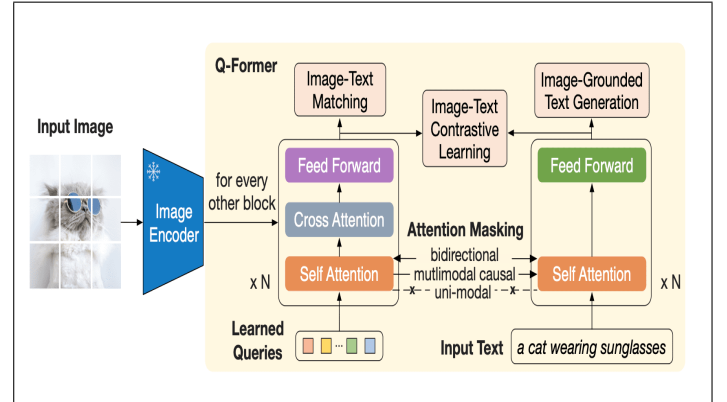 Q-Former
Image-Text
Matching
Image-Text
Contrastive
Learning
Image-Grounded
Text Generation
Input Image
Image
Encoder
for every
other block
Feed Forward
Cross Attention
Self Attention
x N
Attention Masking
bidirectional
mutlimodal causal
uni-modal
Feed Forward
Self Attention
x N
Learned
Queries
...
Input Text
a cat wearing sunglasses